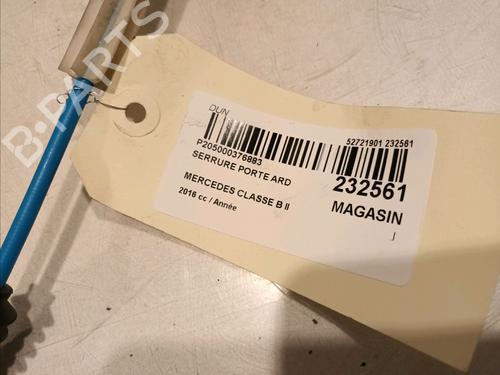 B-PARTS
DUN
52721901 232561
P205000376883
SERRURE PORTE ARD
232561
MERCEDES CLASSE B II
MAGASIN
2016 cc / Année
J